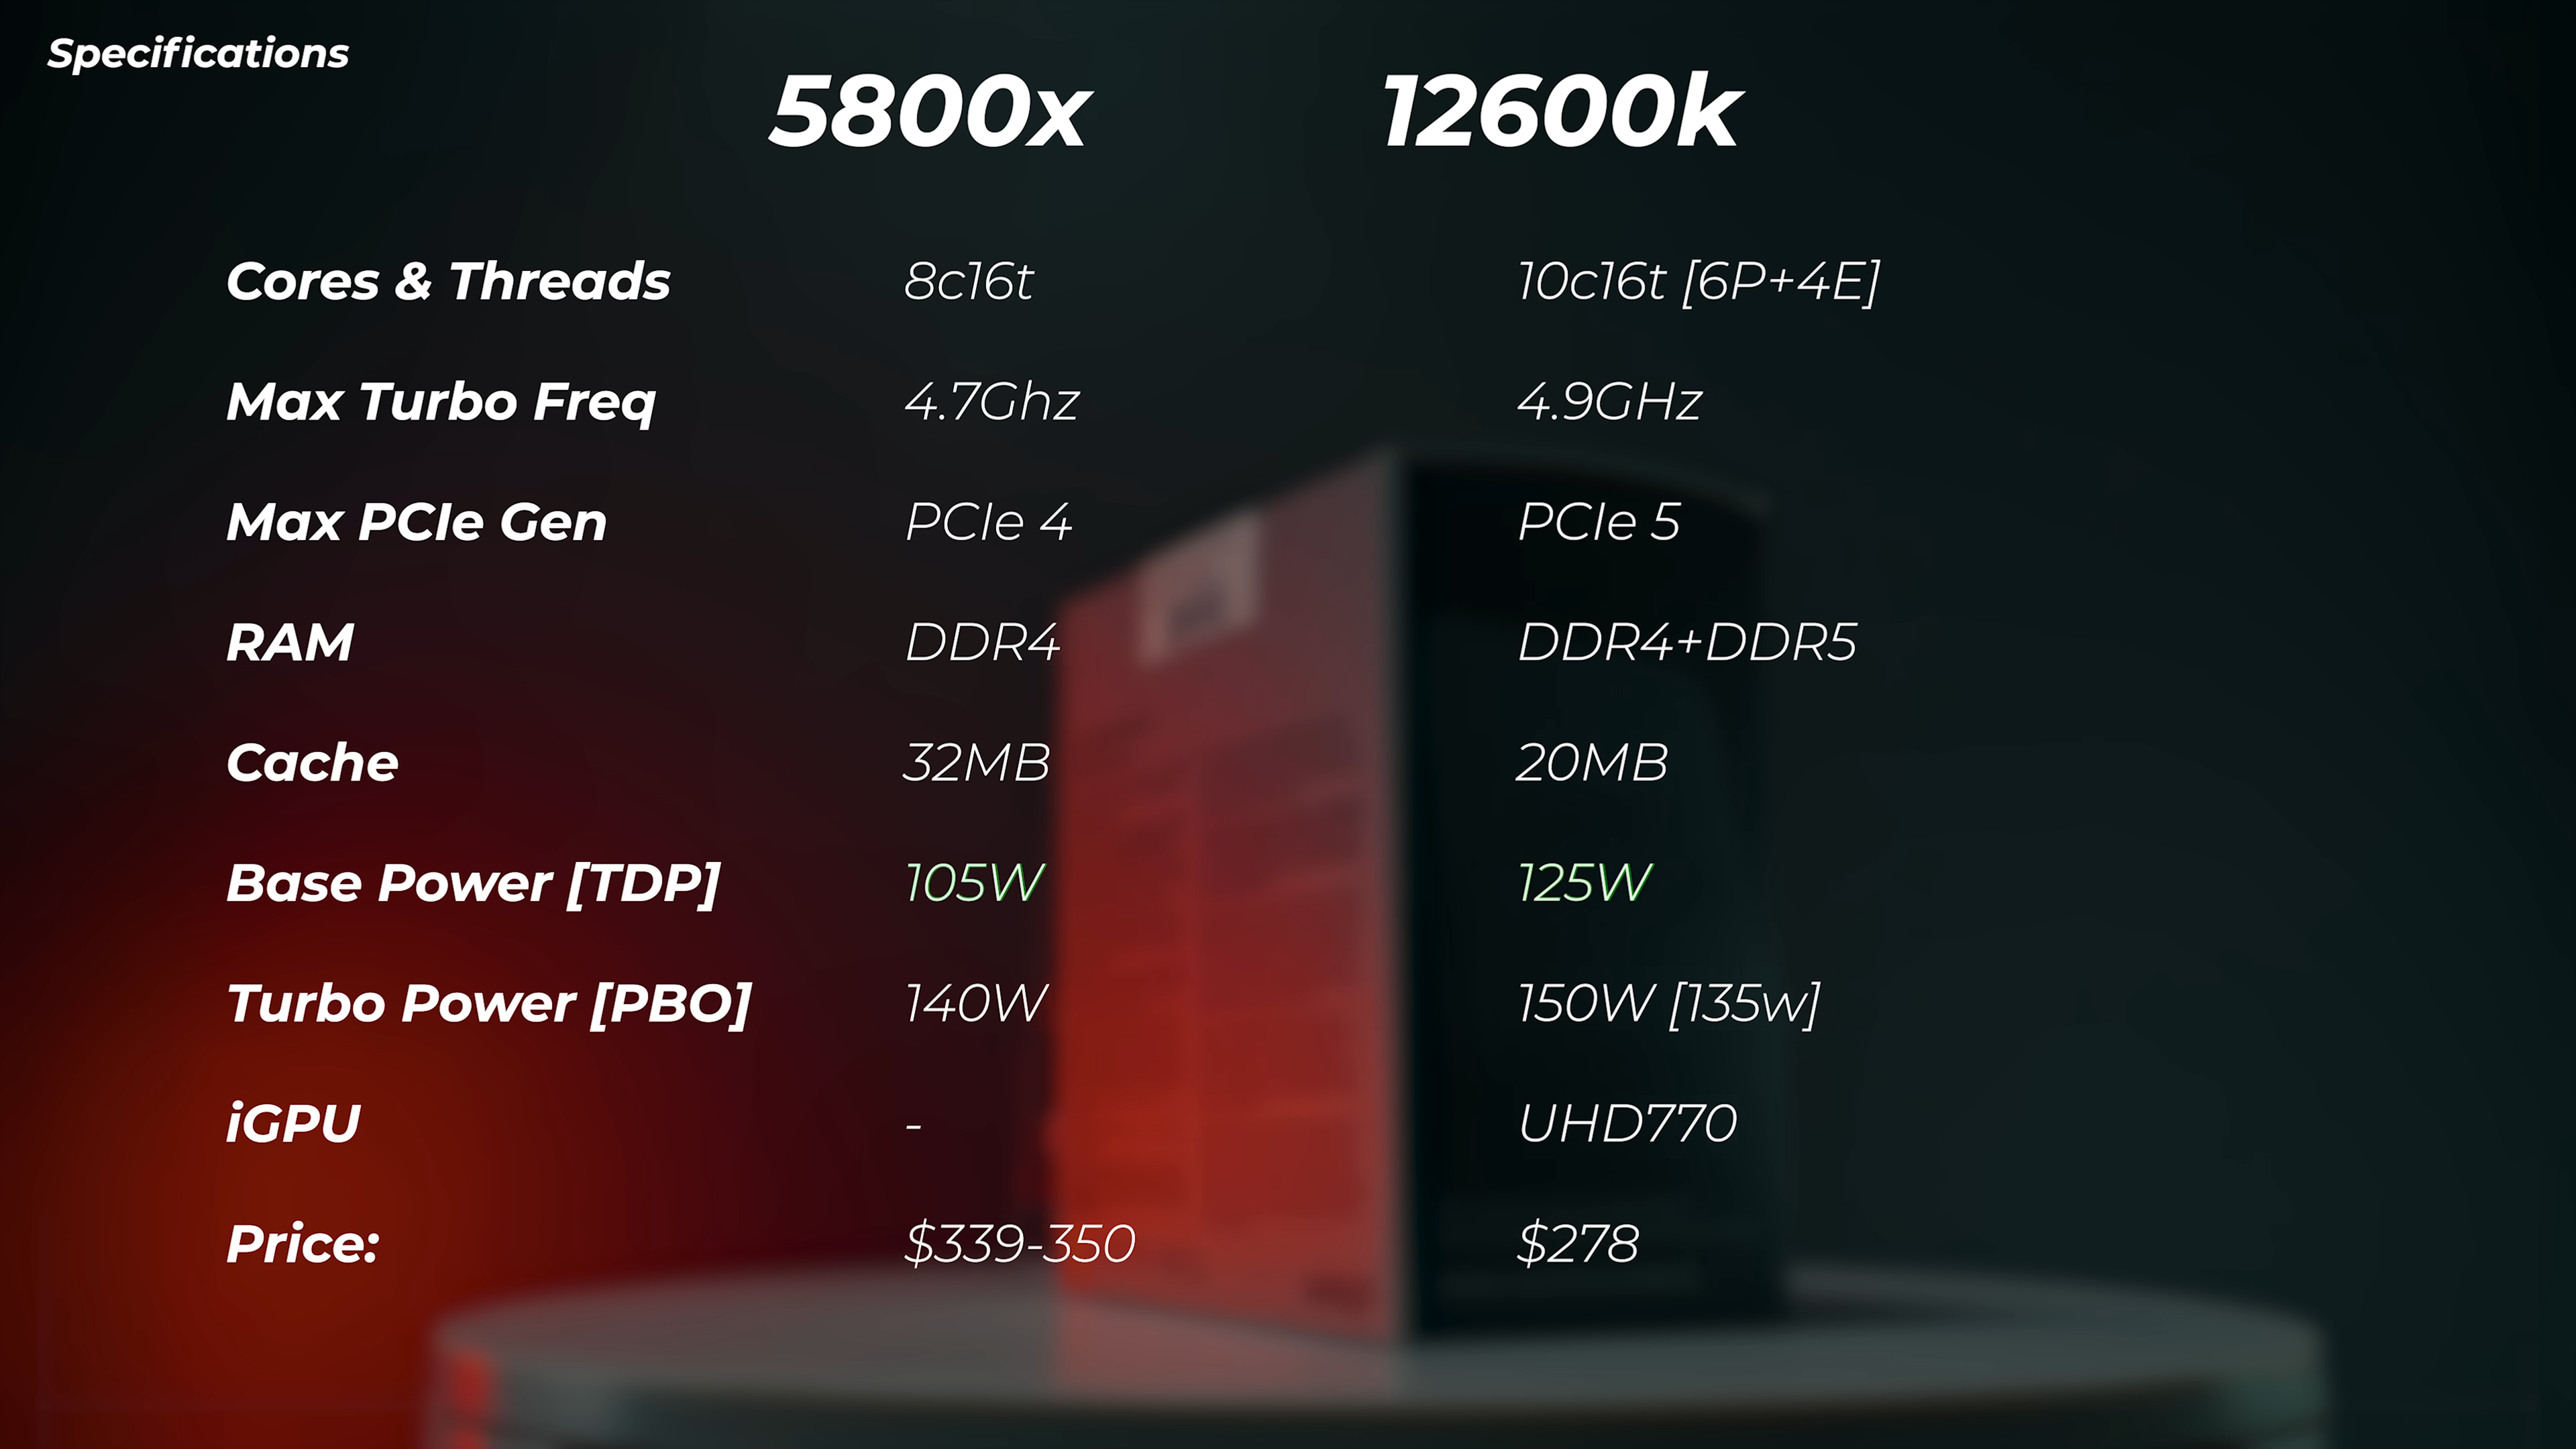 Specifications
5800x 12600k
Cores & Threads 8c16t 10c16t [6P+4E]
Max Turbo Freq 4.7Ghz 4.9GHz
Max PCIe Gen PCIe 4 PCIe 5
RAM DDR4 DDR4+DDR5
Cache 32MB 20MB
Base Power [TDP] 105W 125W
Turbo Power [PBO] 140W 150W [135w]
iGPU - UHD770
Price: $339-350 $278